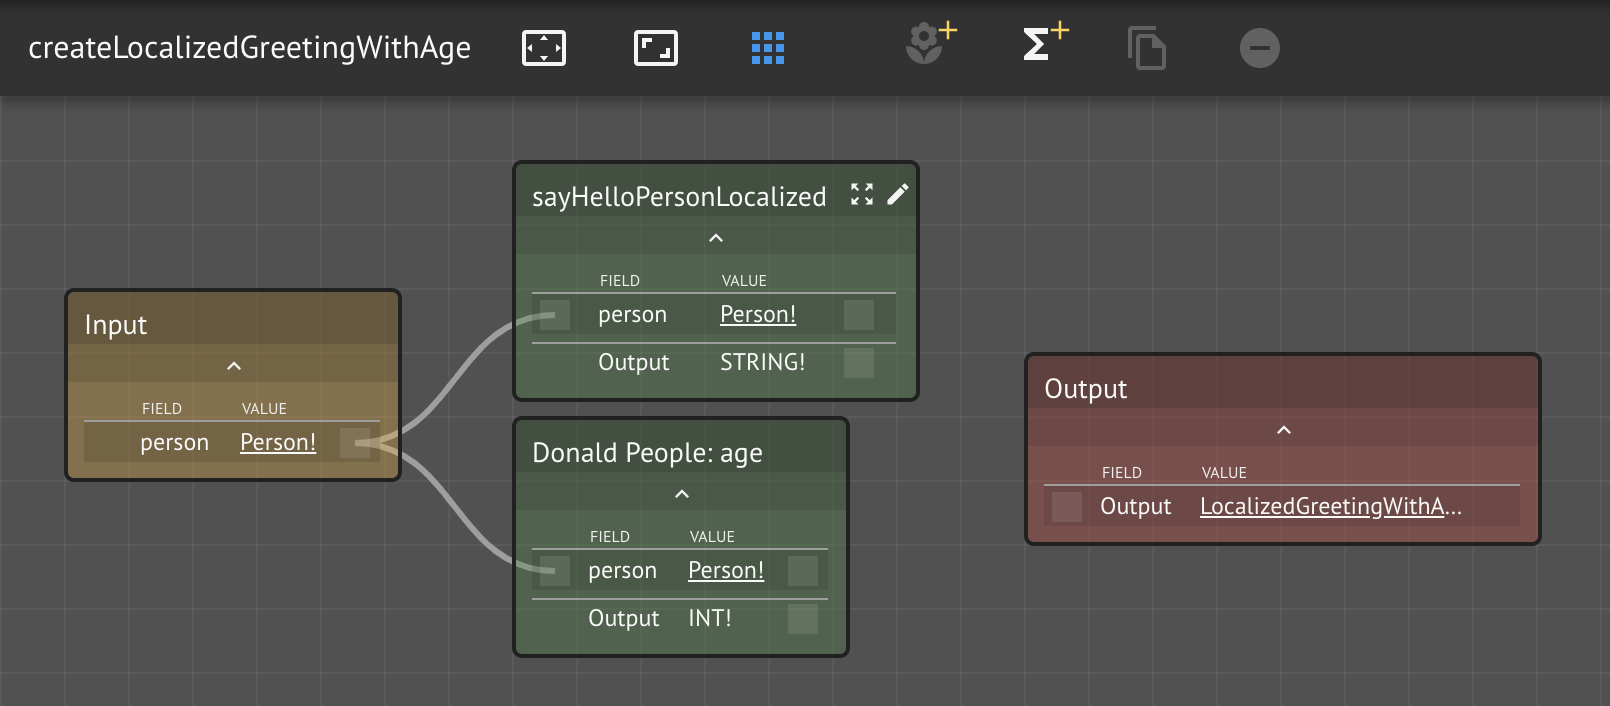 createLocalizedGreetingWithAge
sayHelloPersonLocalized
FIELD VALUE
person Person!
Output STRING!
Input
FIELD VALUE
person Person!
Donald People: age
FIELD VALUE
person Person!
Output INT!
Output
FIELD VALUE
Output LocalizedGreetingWithA...